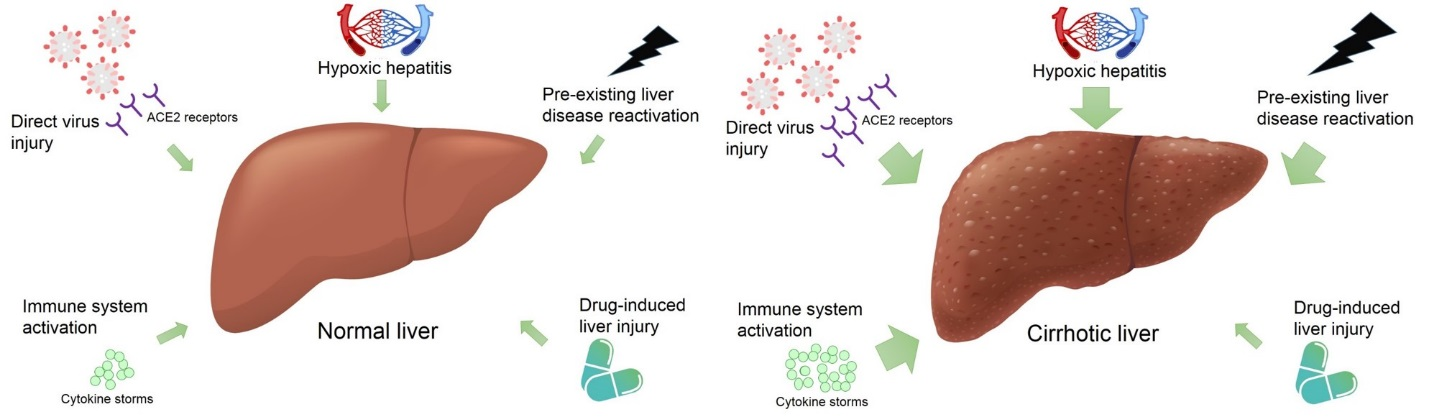 Hypoxic hepatitis
Pre-existing liver
disease reactivation
Direct virus
injury
ACE2 receptors
Immune system
activation
Cytokine storms
Normal liver
Drug-induced
liver injury
Hypoxic hepatitis
Pre-existing liver
disease reactivation
Direct virus
injury
ACE2 receptors
Immune system
activation
Cytokine storms
Cirrhotic liver
Drug-induced
liver injury